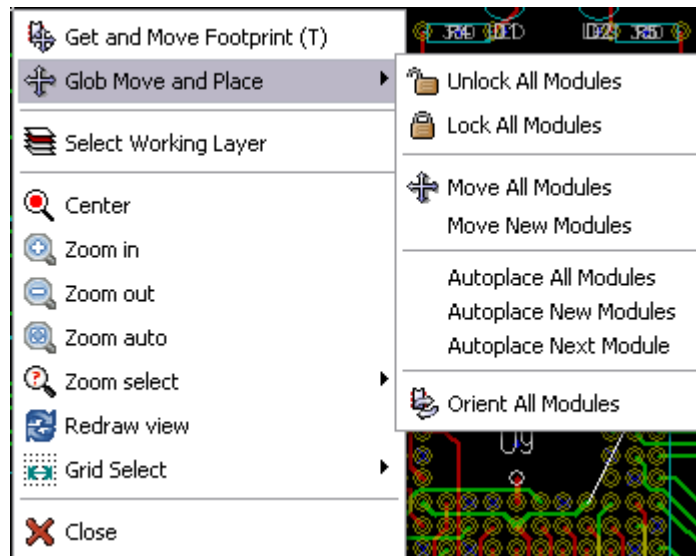 Get and Move Footprint (T)
Glob Move and Place
Select Working Layer
Center
Zoom in
Zoom out
Zoom auto
Zoom select
Redraw view
Grid Select
Close
Unlock All Modules
Lock All Modules
Move All Modules
Move New Modules
Autoplace All Modules
Autoplace New Modules
Autoplace Next Module
Orient All Modules
U9